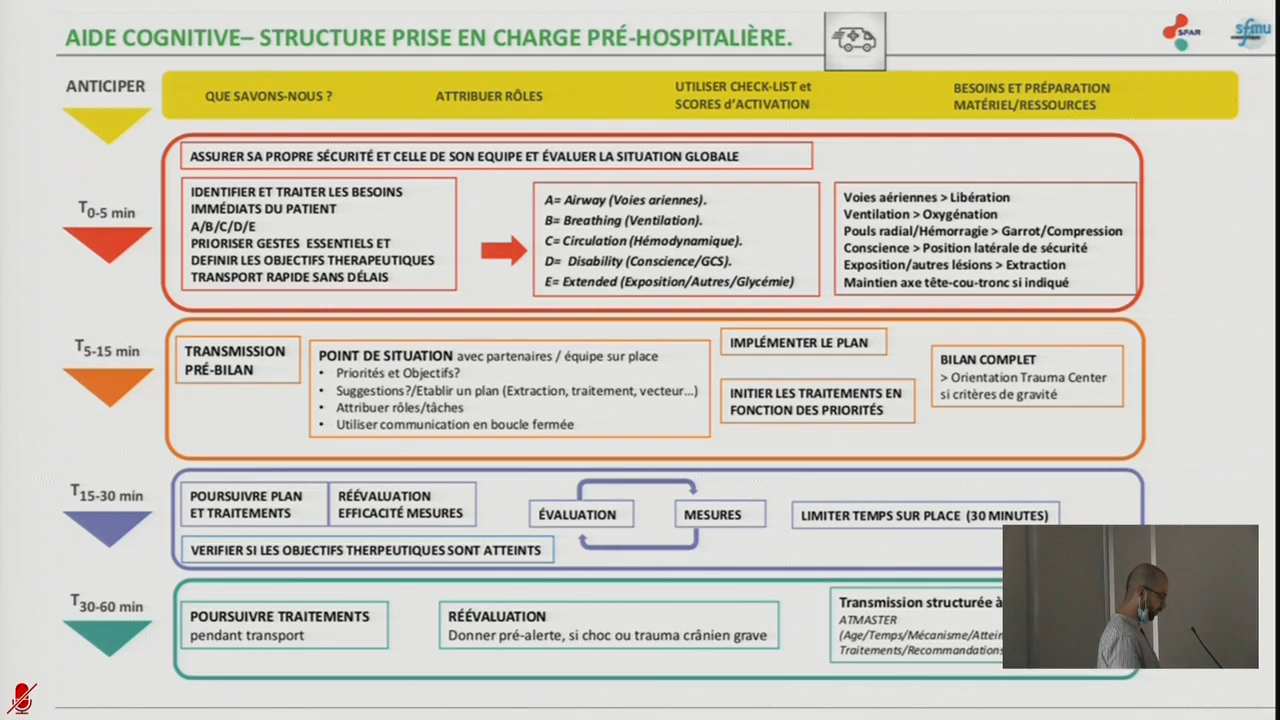 AIDE COGNITIVE– STRUCTURE PRISE EN CHARGE PRÉ-HOSPITALIÈRE.
SFAR
sfmu
ANTICIPER
QUE SAVONS-NOUS ?
ATTRIBUER RÔLES
UTILISER CHECK-LIST et
SCORES d'ACTIVATION
BESOINS ET PRÉPARATION
MATÉRIEL/RESSOURCES
T0-5 min
ASSURER SA PROPRE SÉCURITÉ ET CELLE DE SON EQUIPE ET ÉVALUER LA SITUATION GLOBALE
IDENTIFIER ET TRAITER LES BESOINS
IMMÉDIATS DU PATIENT
A/B/C/D/E
PRIORISER GESTES ESSENTIELS ET
DEFINIR LES OBJECTIFS THERAPEUTIQUES
TRANSPORT RAPIDE SANS DÉLAIS
A= Airway (Voies ariennes).
B= Breathing (Ventilation).
C= Circulation (Hémodynamique).
D= Disability (Conscience/GCS).
E= Extended (Exposition/Autres/Glycémie)
Voies aériennes > Libération
Ventilation > Oxygénation
Pouls radial/Hémorragie > Garrot/Compression
Conscience > Position latérale de sécurité
Exposition/autres lésions > Extraction
Maintien axe tête-cou-tronc si indiqué
T5-15 min
TRANSMISSION
PRÉ-BILAN
POINT DE SITUATION avec partenaires / équipe sur place
• Priorités et Objectifs?
• Suggestions?/Etablir un plan (Extraction, traitement, vecteur...)
• Attribuer rôles/tâches
• Utiliser communication en boucle fermée
IMPLÉMENTER LE PLAN
INITIER LES TRAITEMENTS EN
FONCTION DES PRIORITÉS
BILAN COMPLET
> Orientation Trauma Center
si critères de gravité
T15-30 min
POURSUIVRE PLAN
ET TRAITEMENTS
RÉÉVALUATION
EFFICACITÉ MESURES
ÉVALUATION
MESURES
LIMITER TEMPS SUR PLACE (30 MINUTES)
VERIFIER SI LES OBJECTIFS THERPEUTIQUES SONT ATTEINTS
T30-60 min
POURSUIVRE TRAITEMENTS
pendant transport
RÉÉVALUATION
Donner pré-alerte, si choc ou trauma crânien grave
Transmission structurée à
ATMASTER
(Age/Temps/Mécanisme/Attein
Traitements/Recommandations